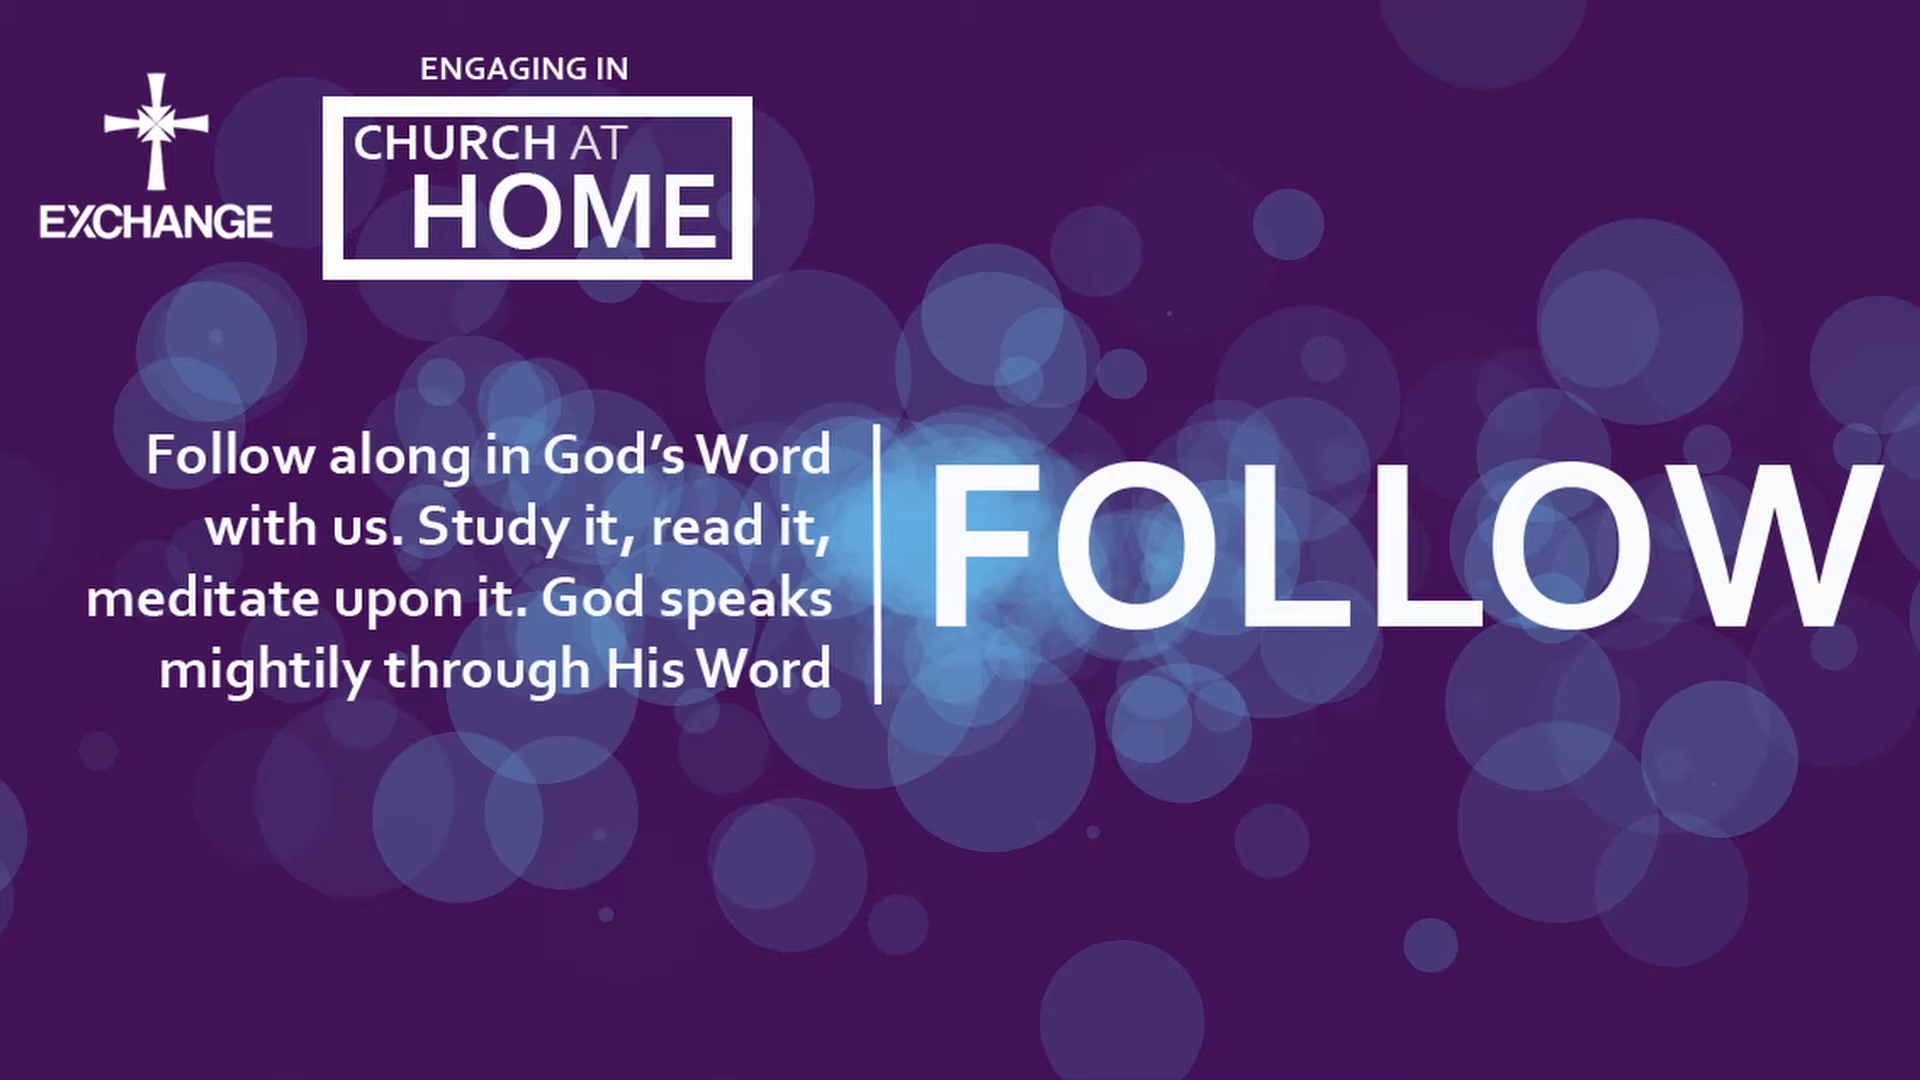 EXCHANGE
ENGAGING IN
CHURCH AT
HOME
Follow along in God’s Word
with us. Study it, read it,
meditate upon it. God speaks
mightily through His Word
FOLLOW